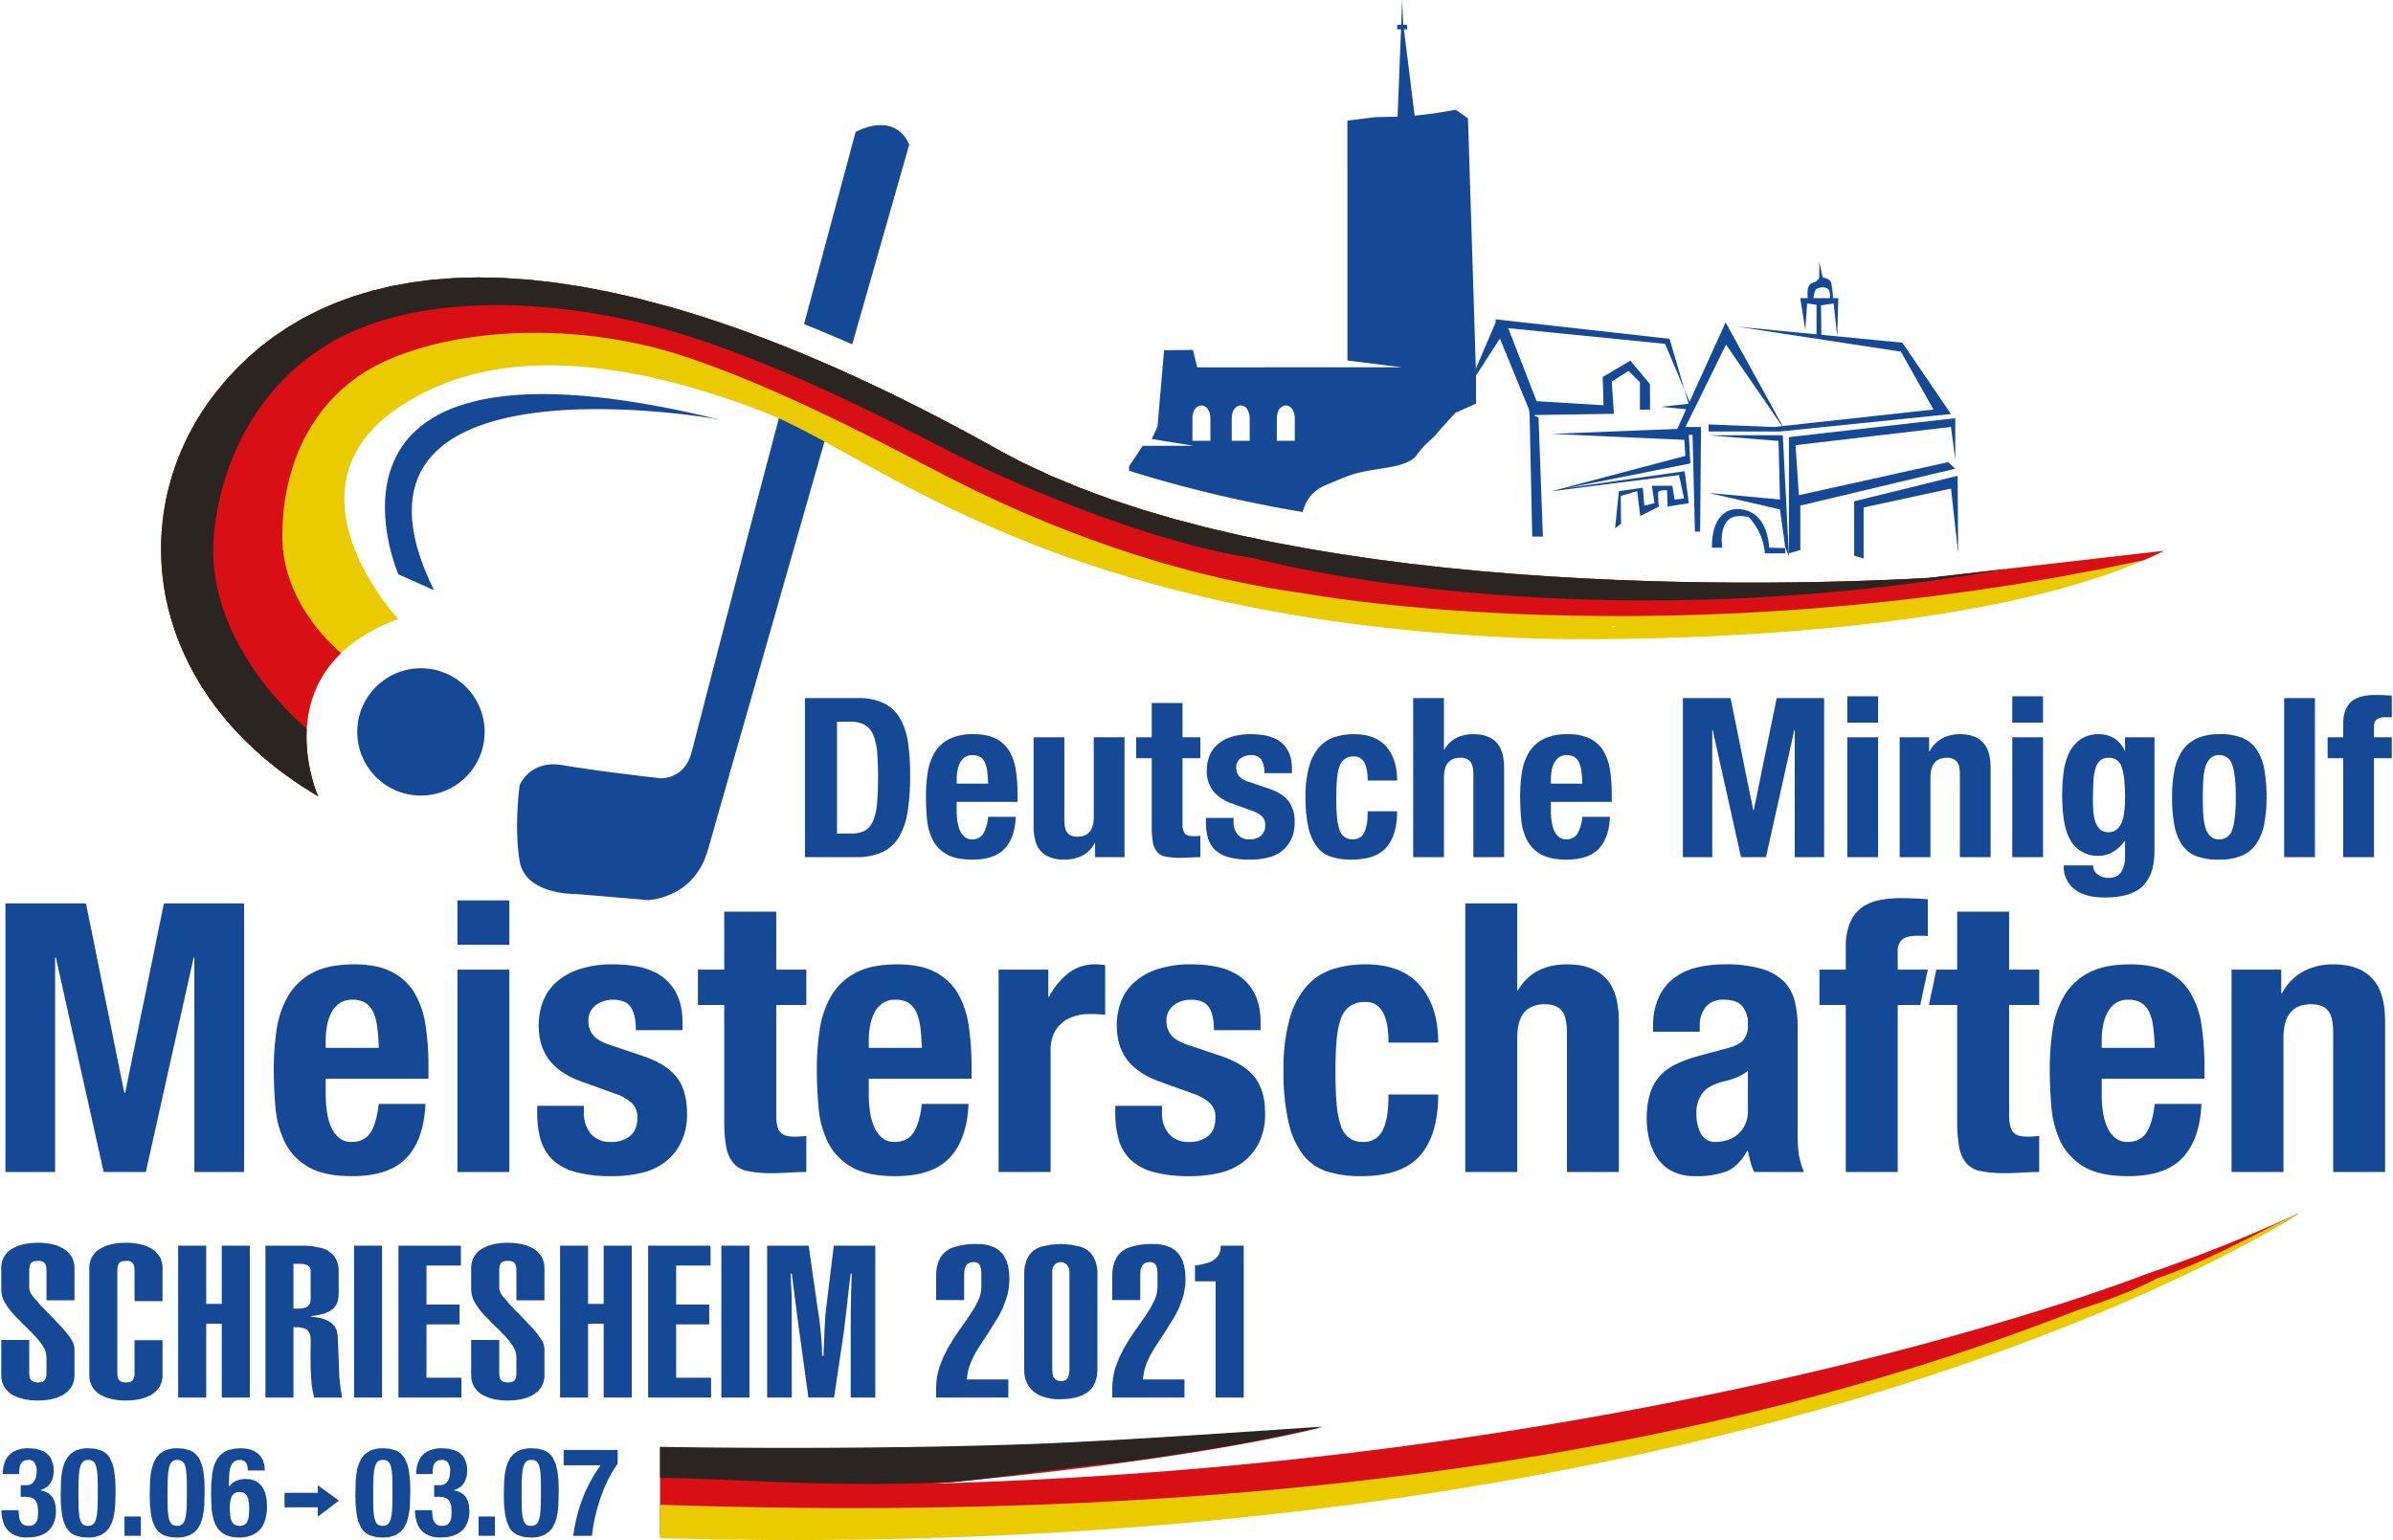 Deutsche Minigolf
Meisterschaften
SCHRIESHEIM 2021
30.06→03.07